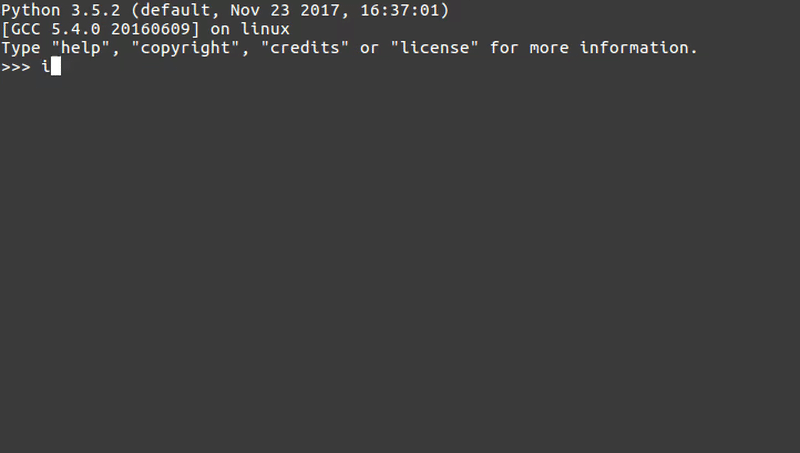 Python 3.5.2 (default, Nov 23 2017, 16:37:01)
[GCC 5.4.0 20160609] on linux
Type "help", "copyright", "credits" or "license" for more information.
>>> i